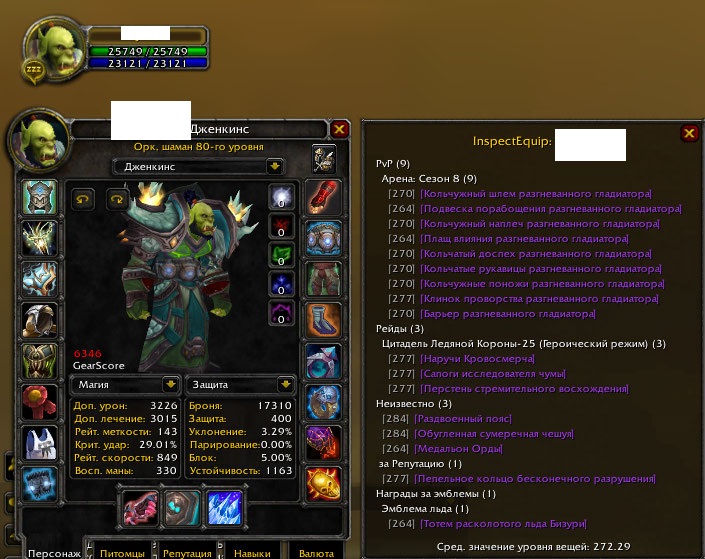 25749 / 25749
23121 / 23121
zzz
Дженкинс
Орк, шаман 80-го уровня
Дженкинс
0
0
0
0
0
6346
GearScore
Магия
Защита
Доп. урон: 3226
Доп. лечение: 3015
Рейт. меткости: 143
Крит. удар: 29.01%
Рейт. скорости: 849
Восп. маны: 330
Броня: 17310
Защита: 400
Уклонение: 3.29%
Парирование:0.00%
Блок: 5.00%
Устойчивость: 1163
Персонаж
Питомцы
Репутация
Навыки
Валюта
InspectEquip:
PvP (9)
Арена: Сезон 8 (9)
[270] [Кольчужный шлем разгневанного гладиатора]
[264] [Подвеска порабощения разгневанного гладиатора]
[270] [Кольчужный наплеч разгневанного гладиатора]
[264] [Плащ влияния разгневанного гладиатора]
[270] [Кольчатый доспех разгневанного гладиатора]
[270] [Кольчатые рукавицы разгневанного гладиатора]
[270] [Кольчужные поножи разгневанного гладиатора]
[277] [Клинок проворства разгневанного гладиатора]
[270] [Барьер разгневанного гладиатора]
Рейды (3)
Цитадель Ледяной Короны-25 (Героический режим) (3)
[277] [Наручи Кровосмерча]
[277] [Сапоги исследователя чумы]
[277] [Перстень стремительного восхождения]
Неизвестно (3)
[284] [Раздвоенный пояс]
[284] [Обугленная сумеречная чешуя]
[264] [Медальон Орды]
за Репутацию (1)
[277] [Пепельное кольцо бесконечного разрушения]
Награды за эмблемы (1)
Эмблема льда (1)
[264] [Тотем расколотого льда Бизури]
Сред. значение уровня вещей: 272.29